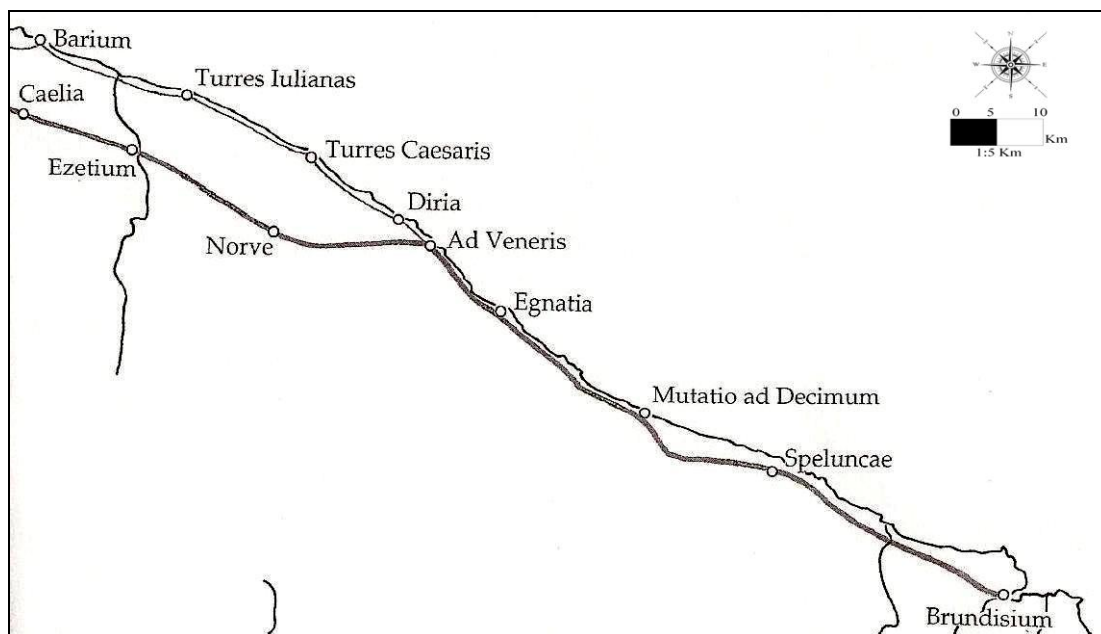 Barium
N
Turres Iulianas
W E
Caelia
S
0 5 10
Km
Turres Caesaris
1:5 Km
Ezetium
Diria
Norve
Ad Veneris
Egnatia
Mutatio ad Decimum
Speluncae
Brundisium